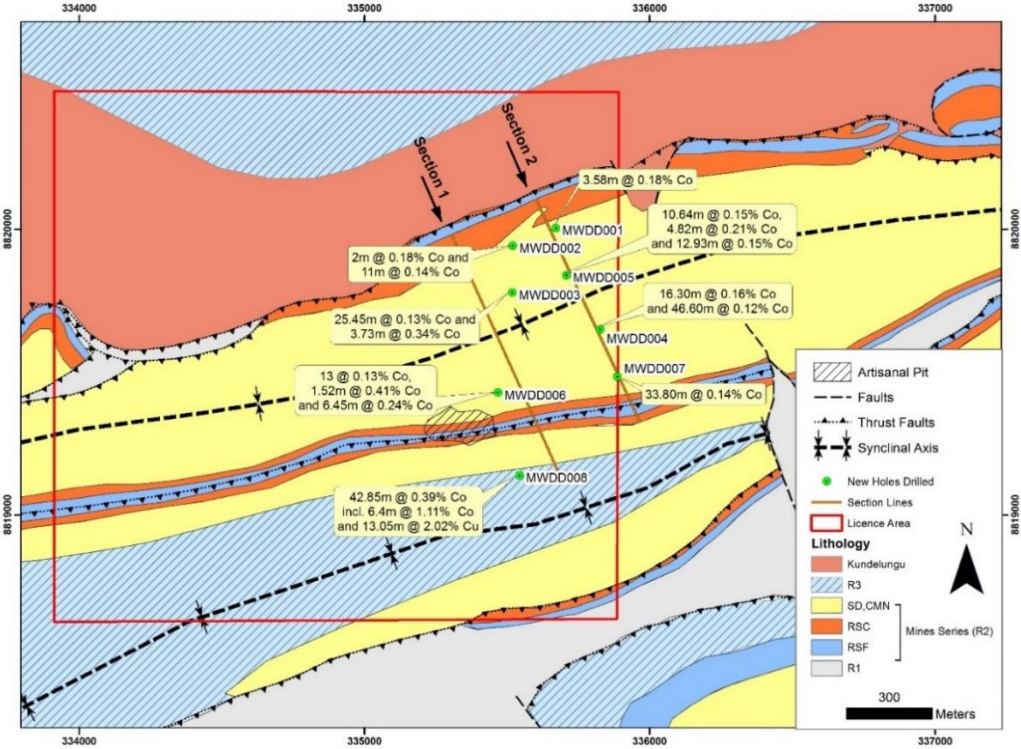 334000
335000
336000
337000
8820000
8820000
8819000
8819000
Section 1
Section 2
3.58m @ 0.18% Co
MWDD001
10.64m @ 0.15% Co,
4.82m @ 0.21% Co
and 12.93m @ 0.15% Co
MWDD002
2m @ 0.18% Co and
11m @ 0.14% Co
MWDD005
MWDD003
16.30m @ 0.16% Co
and 46.60m @ 0.12% Co
25.45m @ 0.13% Co and
3.73m @ 0.34% Co
MWDD004
MWDD007
13 @ 0.13% Co,
1.52m @ 0.41% Co
and 6.45m @ 0.24% Co
MWDD006
33.80m @ 0.14% Co
MWDD008
42.85m @ 0.39% Co
incl. 6.4m @ 1.11% Co
and 13.05m @ 2.02% Cu
Artisanal Pit
Faults
Thrust Faults
Synclinal Axis
New Holes Drilled
Section Lines
Licence Area
Lithology
Kundelungu
R3
SD,CMN
RSC
RSF
R1
Mines Series (R2)
N
300
Meters
334000
335000
336000
337000